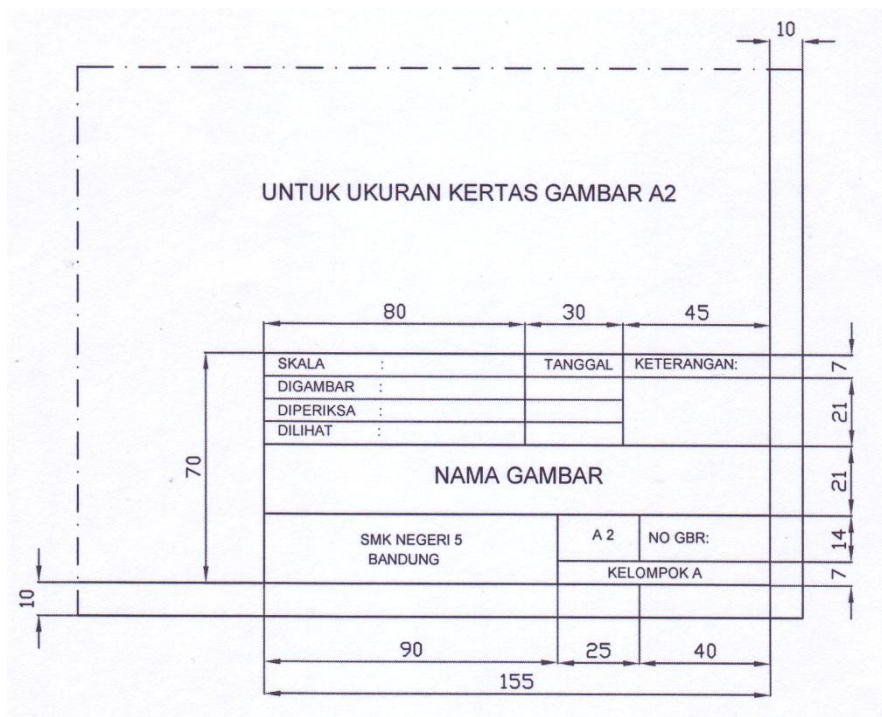 10
UNTUK UKURAN KERTAS GAMBAR A2
80 30 45
SKALA : TANGGAL KETERANGAN: 7
DIGAMBAR :
DIPERIKSA : 21
DILIHAT :
70 NAMA GAMBAR 21
SMK NEGERI 5 A 2 NO GBR: 14
BANDUNG
KELOMPOK A 7
10
90 25 40
155